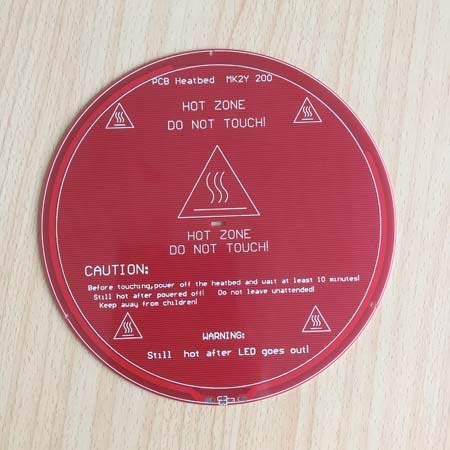 PCB Heatbed MK2Y 200
HOT ZONE
DO NOT TOUCH!
HOT ZONE
DO NOT TOUCH!
CAUTION:
Before touching,power off the heatbed and wait at least 10 minutes!
Still hot after powered off! Do not leave unattended!
Keep away from children!
WARNING:
Still hot after LED goes out!